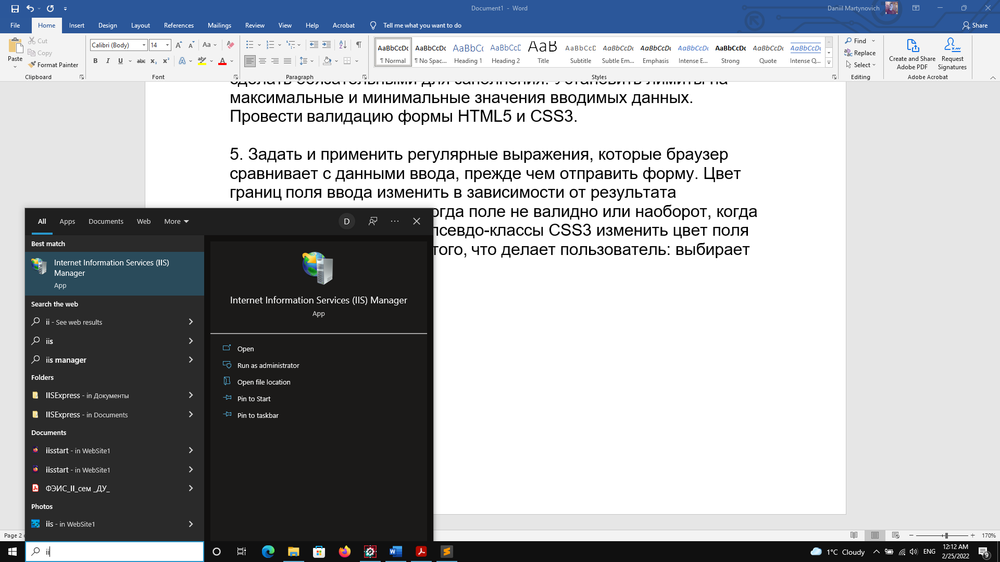 Document1 - Word
Daniil Martynovich
File Home Insert Design Layout References Mailings Review View Help Acrobat Tell me what you want to do
Share
Paste
Cut
Copy
Format Painter
Clipboard
Calibri (Body) 14
Font
Paragraph
AaBbCcDc AaBbCcDc AaBbCc AaBbCcD AaB AaBbCcD AaBbCcDc AaBbCcDc AaBbCcDc AaBbCcDc AaBbCcDc AaBbCcDc
¶ Normal ¶ No Spac... Heading 1 Heading 2 Title Subtitle Subtle Em... Emphasis Intense E... Strong Quote Intense Q...
Styles
Find
Replace
Select
Editing
Create and Share
Adobe PDF
Request
Signatures
Adobe Acrobat
сделать обязательными для заполнения. Установить лимиты на
максимальные и минимальные значения вводимых данных.
Провести валидацию формы HTML5 и CSS3.
5. Задать и применить регулярные выражения, которые браузер
сравнивает с данными ввода, прежде чем отправить форму. Цвет
границ поля ввода изменить в зависимости от результата
огда поле не валидно или наоборот, когда
псевдо-классы CSS3 изменить цвет поля
того, что делает пользователь: выбирает
All Apps Documents Web More
D
Best match
Internet Information Services (IIS)
Manager
App
Search the web
ii - See web results
iis
iis manager
Folders
IISExpress - in Документы
IISExpress - in Documents
Documents
iisstart - in WebSite1
iisstart - in WebSite1
ФЭИС_II_сем _ДУ_
Photos
iis - in WebSite1
Internet Information Services (IIS) Manager
App
Open
Run as administrator
Open file location
Pin to Start
Pin to taskbar
Page 2
170%
ii
1°C Cloudy
ENG
12:12 AM
2/25/2022
9